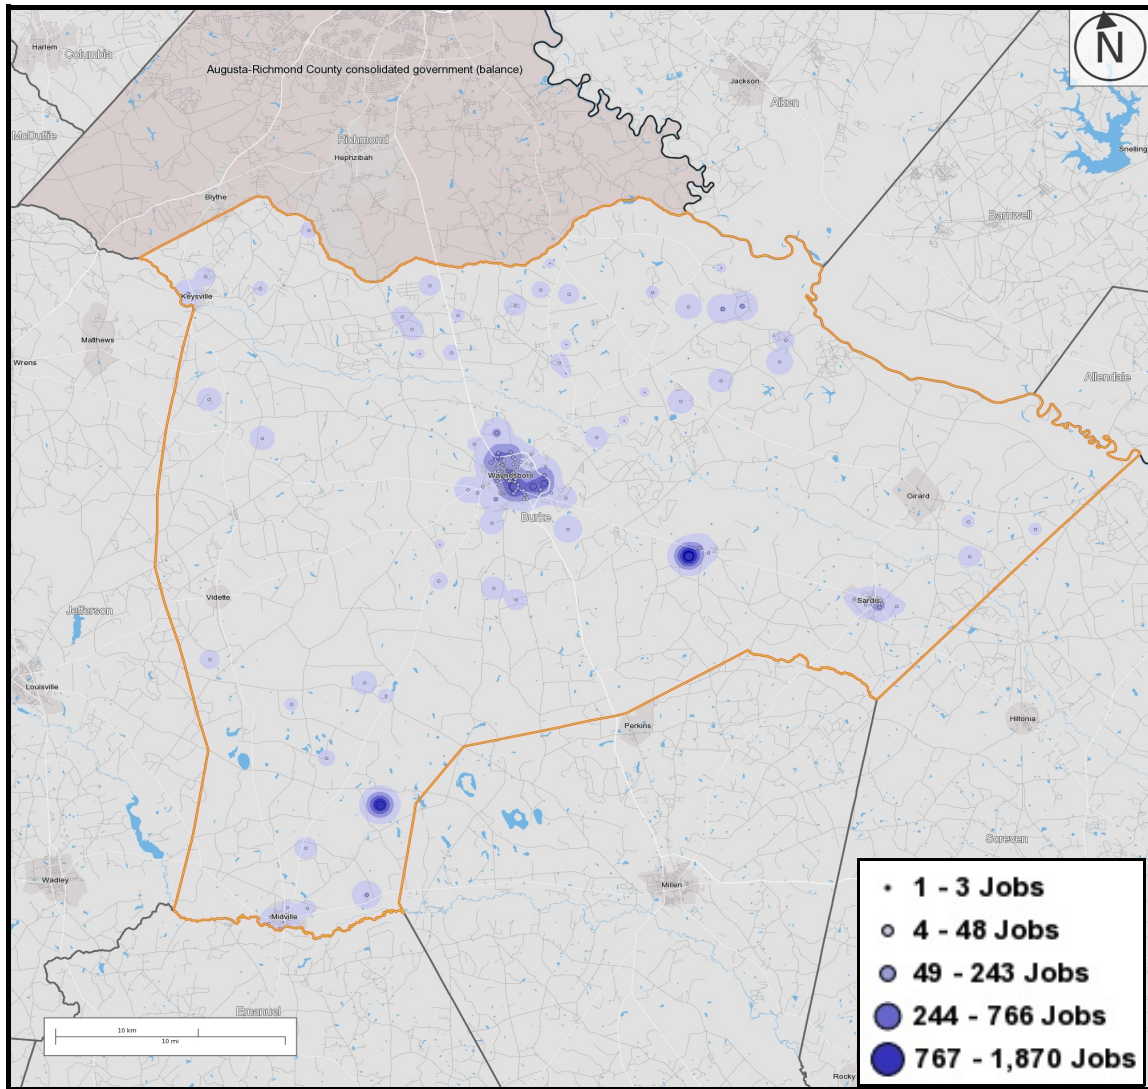 N
Harlem
Columbia
Augusta-Richmond County consolidated government (balance)
Jackson
Aiken
McDuffie
Richmond
Snelling
Hephzibah
Blythe
Barnwell
Keysville
Matthews
Wrens
Allendale
Waynesboro
Girard
Burke
Vidette
Sardis
Jefferson
Louisville
Hiltonia
Perkins
Screven
Wadley
Millen
Midville
Emanuel
10 km
10 mi
Rocky
1 - 3 Jobs
4 - 48 Jobs
49 - 243 Jobs
244 - 766 Jobs
767 - 1,870 Jobs